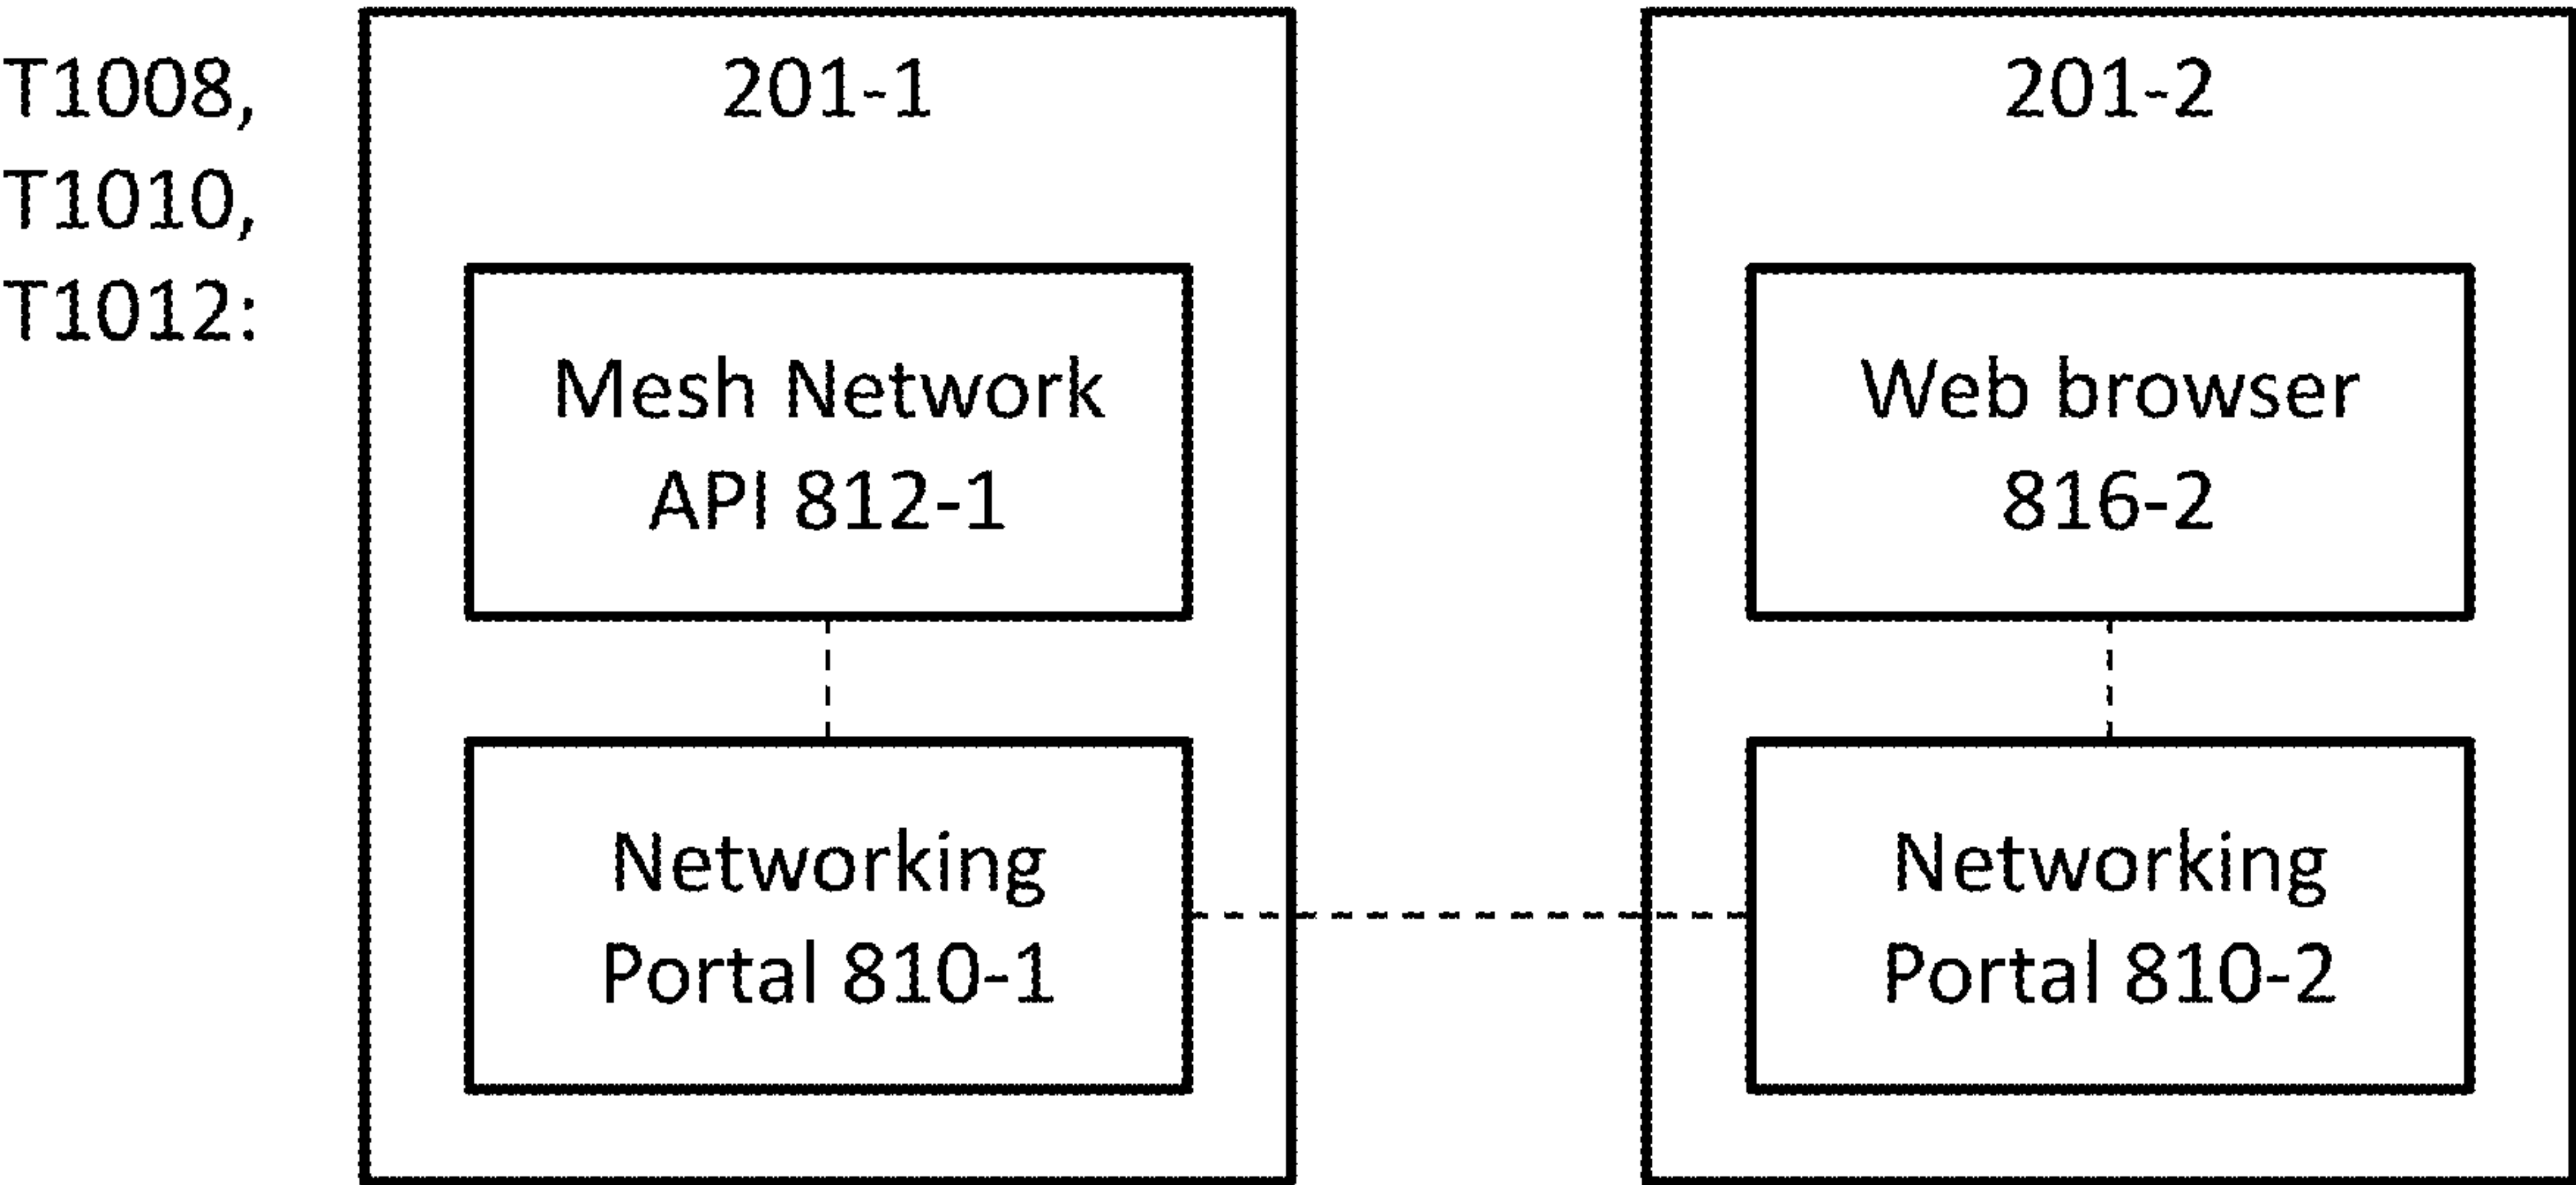 T1008,
T1010,
T1012:
201-1
Mesh Network
API 812-1
Networking
Portal 810-1
201-2
Web browser
816-2
Networking
Portal 810-2